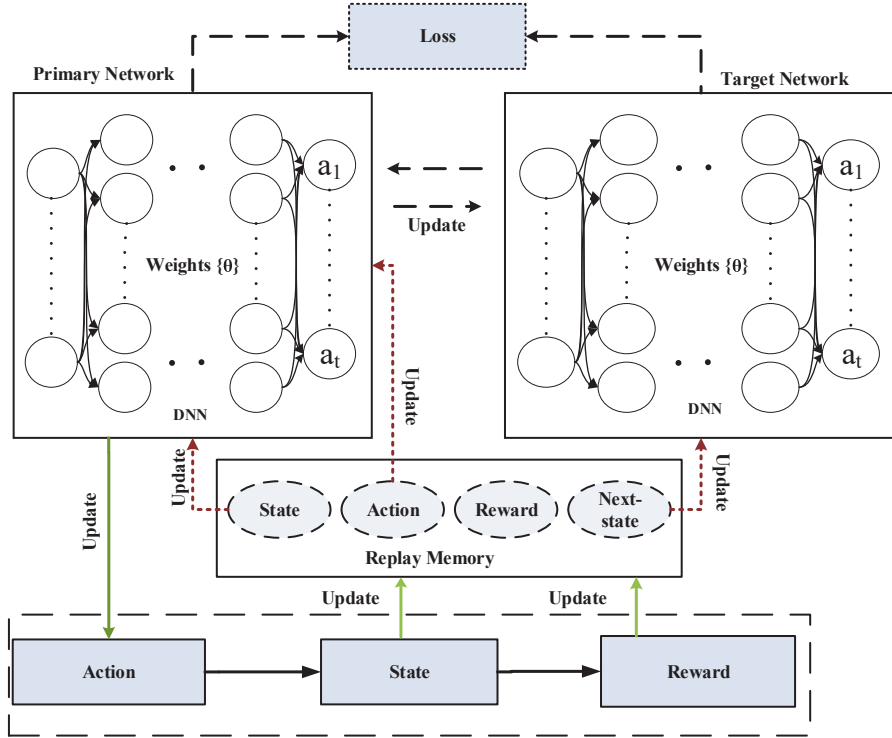 Loss
Primary Network
Target Network
a1
a1
Update
Weights {θ}
Weights {θ}
at
at
DNN
DNN
Update
Update
Update
Update
State
Action
Reward
Next-
state
Replay Memory
Update
Update
Action
State
Reward